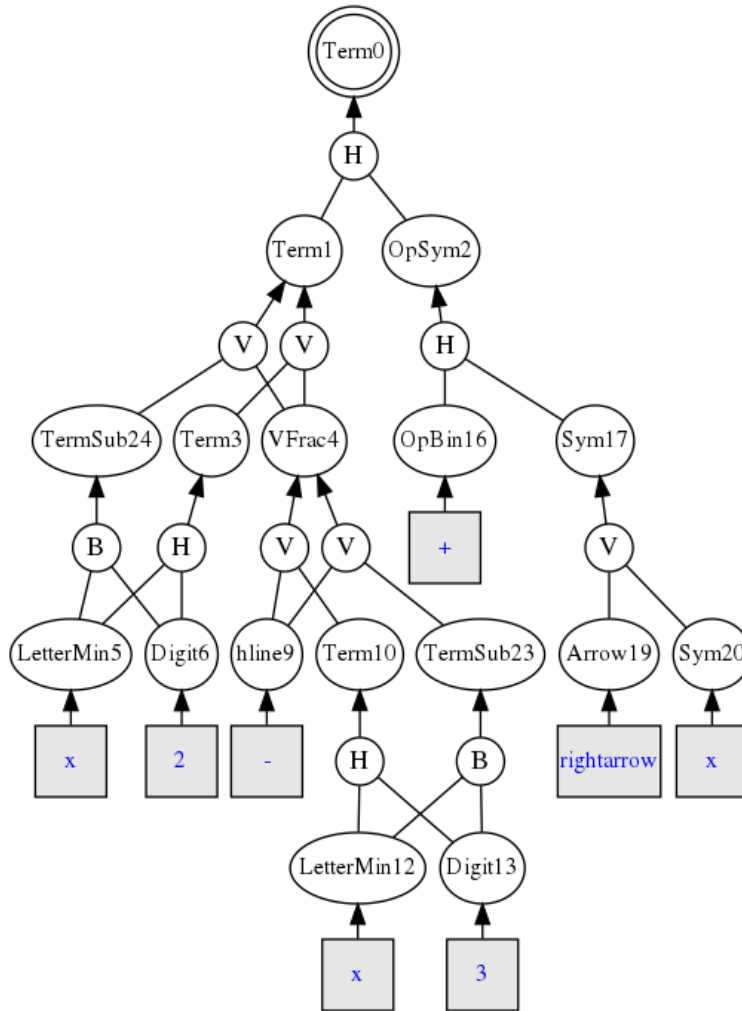 Term0
H
Term1 OpSym2
V V H
TermSub24 Term3 VFrac4 OpBin16 Sym17
B H V V + V
LetterMin5 Digit6 hline9 Term10 TermSub23 Arrow19 Sym20
x 2 - H B rightarrow x
LetterMin12 Digit13
x 3